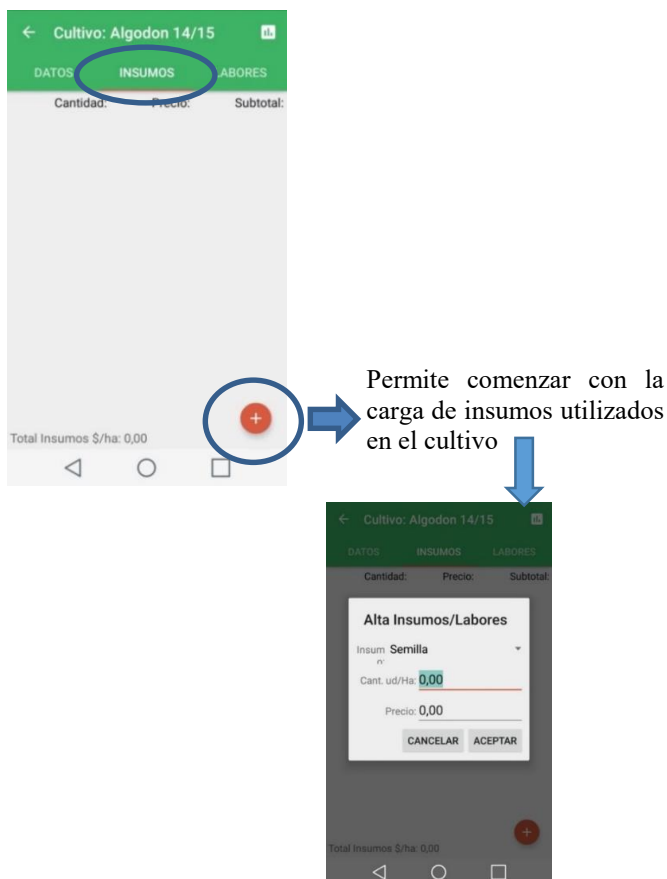 Cultivo: Algodon 14/15
DATOS INSUMOS LABORES
Cantidad: Precio: Subtotal:
Total Insumos $/ha: 0,00
Permite comenzar con la
carga de insumos utilizados
en el cultivo
Cultivo: Algodon 14/15
DATOS INSUMOS LABORES
Cantidad: Precio: Subtotal:
Alta Insumos/Labores
Insum Semilla
o:
Cant. ud/Ha: 0,00
Precio: 0,00
CANCELAR ACEPTAR
Total Insumos $/ha: 0,00